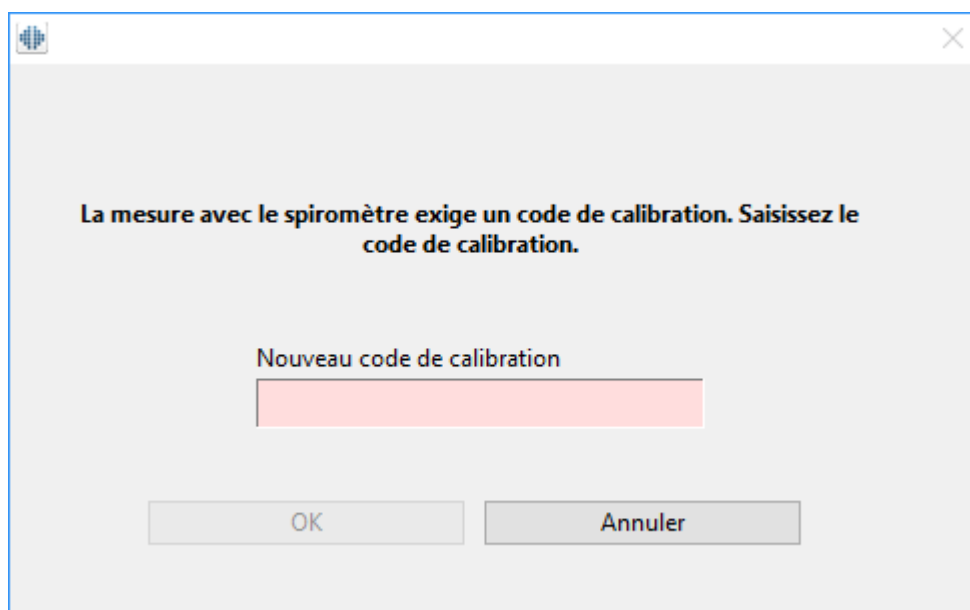 La mesure avec le spiromètre exige un code de calibration. Saisissez le
code de calibration.
Nouveau code de calibration
OK
Annuler